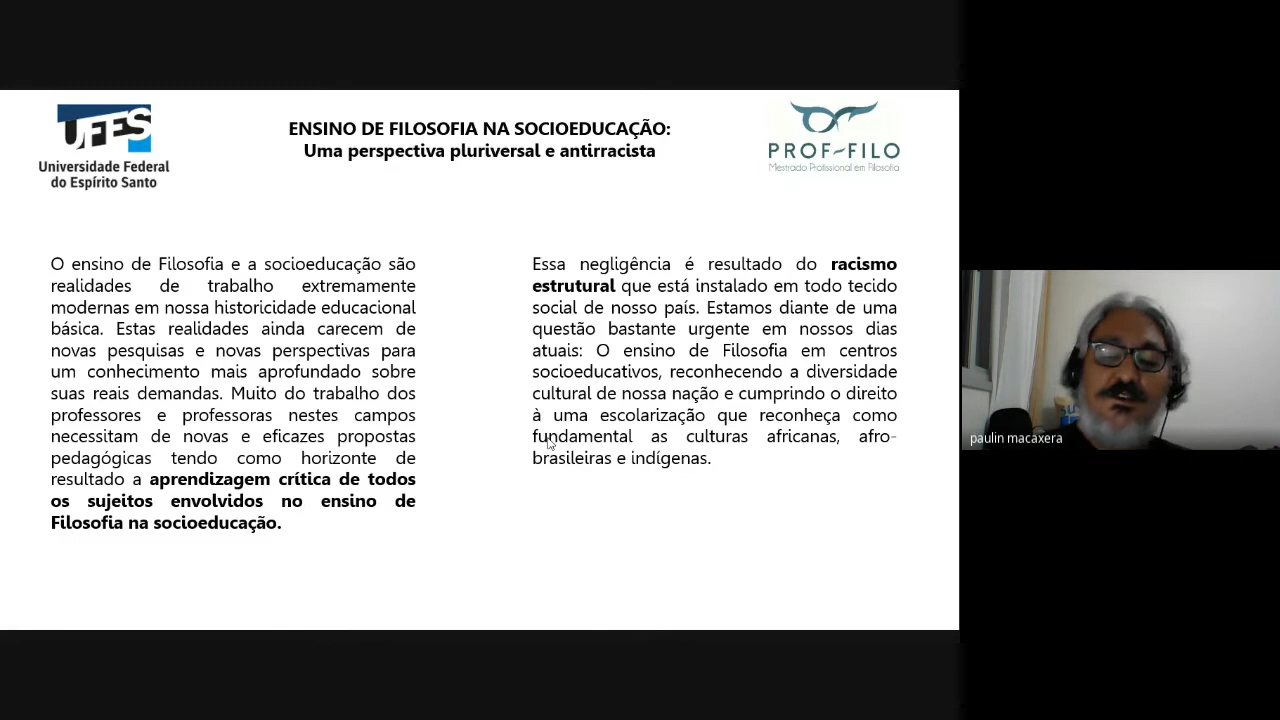 UFES
Universidade Federal
do Espírito Santo
ENSINO DE FILOSOFIA NA SOCIOEDUCAÇÃO:
Uma perspectiva pluriversal e antirracista
PROF-FILO
Mestrado Profissional em Filosofia
O ensino de Filosofia e a socioeducação são
realidades de trabalho extremamente
modernas em nossa historicidade educacional
básica. Estas realidades ainda carecem de
novas pesquisas e novas perspectivas para
um conhecimento mais aprofundado sobre
suas reais demandas. Muito do trabalho dos
professores e professoras nestes campos
necessitam de novas e eficazes propostas
pedagógicas tendo como horizonte de
resultado a aprendizagem crítica de todos
os sujeitos envolvidos no ensino de
Filosofia na socioeducação.
Essa negligência é resultado do racismo
estrutural que está instalado em todo tecido
social de nosso país. Estamos diante de uma
questão bastante urgente em nossos dias
atuais: O ensino de Filosofia em centros
socioeducativos, reconhecendo a diversidade
cultural de nossa nação e cumprindo o direito
à uma escolarização que reconheça como
fundamental as culturas africanas, afro-
brasileiras e indígenas.
paulin macaxera